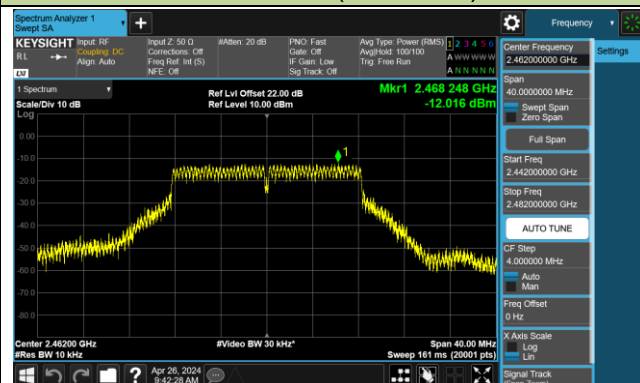 Spectrum Analyzer 1
Swept SA
+
Frequency
KEYSIGHT
RL
LXI
Input: RF
Coupling: DC
Align: Auto
Input Z: 50 Ω
Corrections: Off
Freq Ref: Int (S)
NFE: Off
#Atten: 20 dB
PNO: Fast
Gate: Off
IF Gain: Low
Sig Track: Off
Avg Type: Power (RMS)
Avg|Hold: 100/100
Trig: Free Run
1 2 3 4 5 6
A W W W W W
A N N N N N
1 Spectrum
Scale/Div 10 dB
Log
Ref Lvl Offset 22.00 dB
Ref Level 10.00 dBm
Mkr1 2.468 248 GHz
-12.016 dBm
1
0.00
-10.0
-20.0
-30.0
-40.0
-50.0
-60.0
-70.0
-80.0
Center 2.46200 GHz
#Res BW 10 kHz
#Video BW 30 kHz*
Span 40.00 MHz
Sweep 161 ms (20001 pts)
Center Frequency
2.462000000 GHz
Settings
Span
40.0000000 MHz
Swept Span
Zero Span
Full Span
Start Freq
2.442000000 GHz
Stop Freq
2.482000000 GHz
AUTO TUNE
CF Step
4.000000 MHz
Auto
Man
Freq Offset
0 Hz
X Axis Scale
Log
Lin
Signal Track
(Span Zoom)
?
Apr 26, 2024
9:42:28 AM